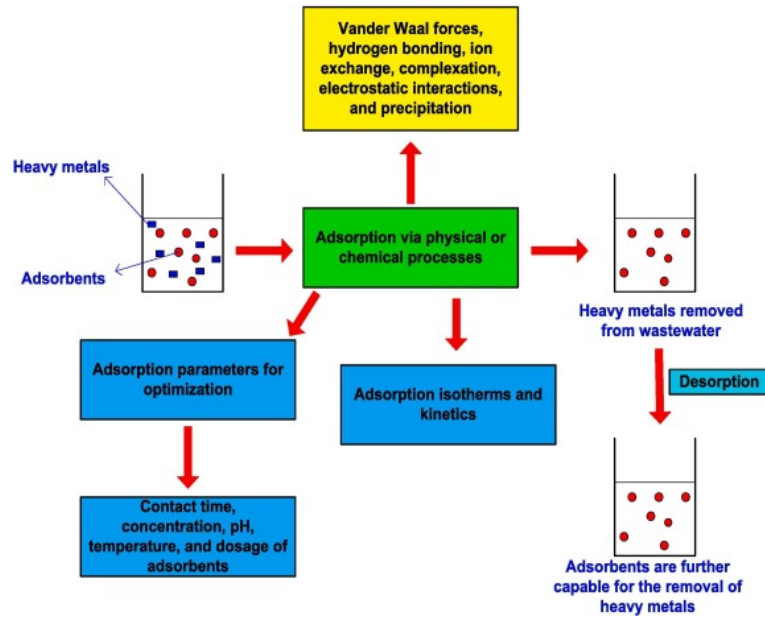 Vander Waal forces,
hydrogen bonding, ion
exchange, complexation,
electrostatic interactions,
and precipitation
Heavy metals
Adsorbents
Adsorption via physical or
chemical processes
Heavy metals removed
from wastewater
Adsorption parameters for
optimization
Adsorption isotherms and
kinetics
Desorption
Contact time,
concentration, pH,
temperature, and dosage of
adsorbents
Adsorbents are further
capable for the removal of
heavy metals